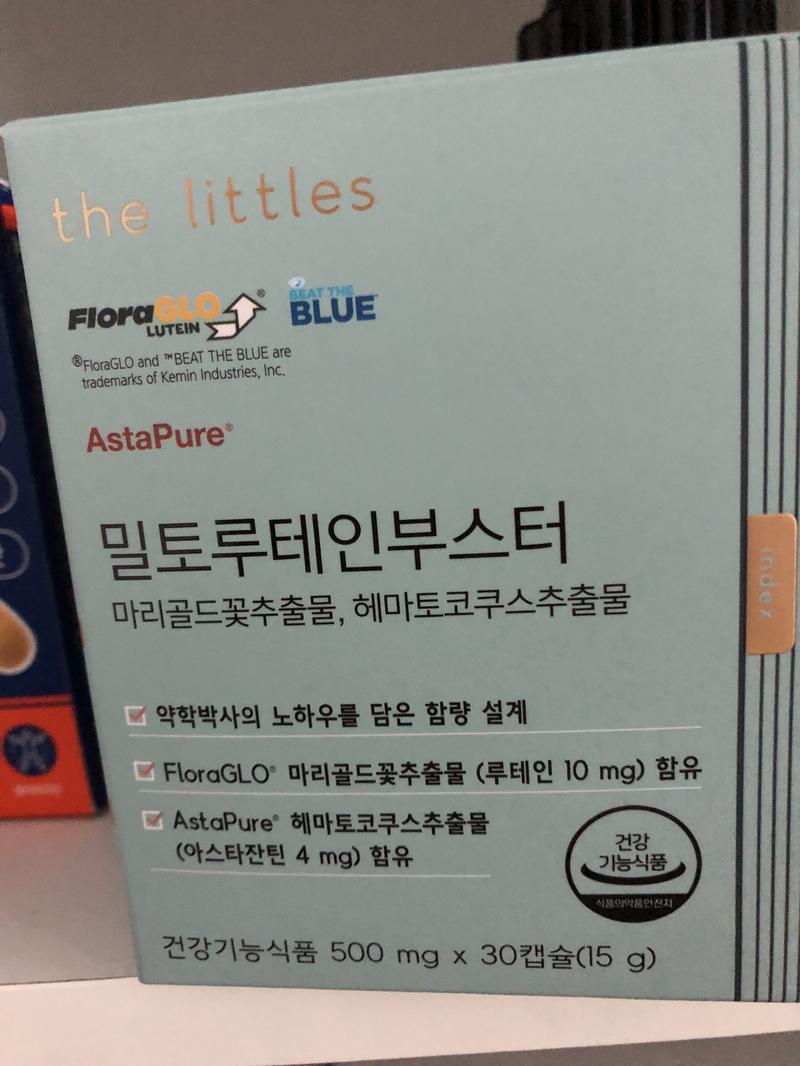 the littles
FloraGLO®
LUTEIN
BEAT THE
BLUE™
®FloraGLO and ™BEAT THE BLUE are
trademarks of Kemin Industries, Inc.
AstaPure®
밀토루테인부스터
마리골드꽃추출물, 헤마토코쿠스추출물
약학박사의 노하우를 담은 함량 설계
FloraGLO® 마리골드꽃추출물 (루테인 10 mg) 함유
AstaPure® 헤마토코쿠스추출물
(아스타잔틴 4 mg) 함유
건강
기능식품
식품의약품안전처
건강기능식품 500 mg x 30캡슐(15 g)
index